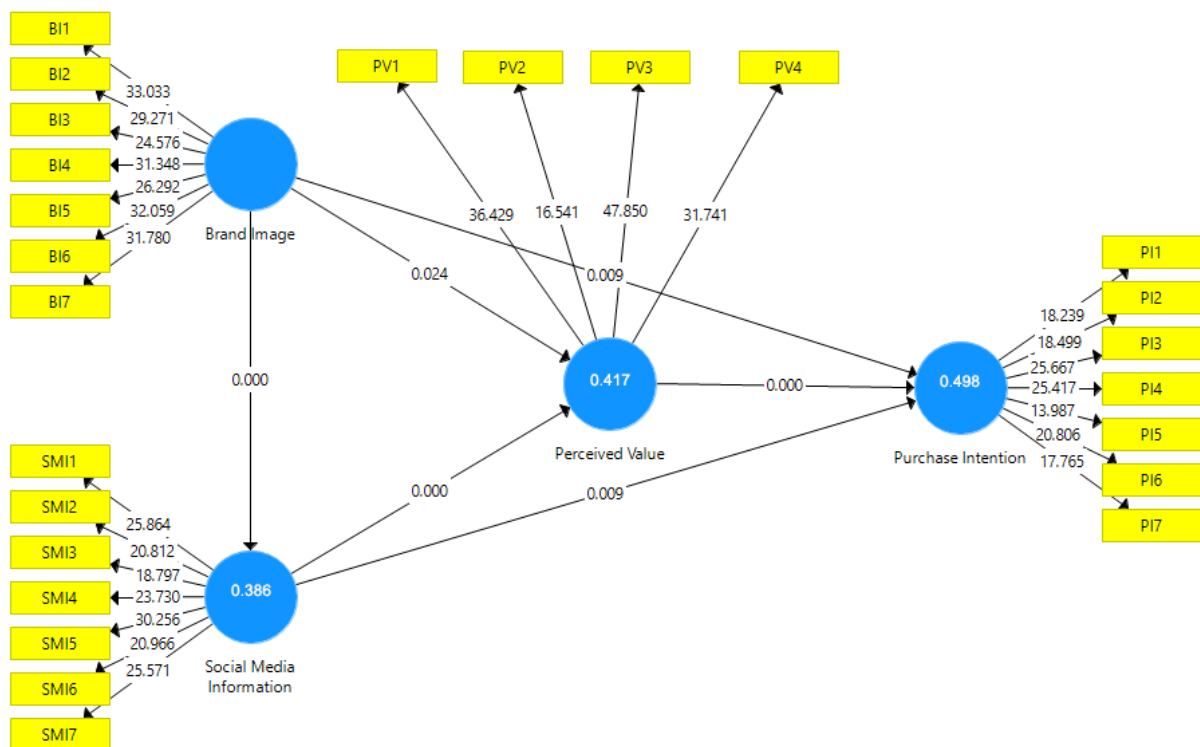 BI1
BI2
BI3
BI4
BI5
BI6
BI7
33.033
29.271
24.576
31.348
26.292
32.059
31.780
Brand Image
PV1
PV2
PV3
PV4
36.429
16.541
47.850
31.741
0.024
0.009
0.000
0.417
Perceived Value
0.000
0.498
Purchase Intention
PI1
PI2
PI3
PI4
PI5
PI6
PI7
18.239
18.499
25.667
25.417
13.987
20.806
17.765
0.000
0.009
SMI1
SMI2
SMI3
SMI4
SMI5
SMI6
SMI7
25.864
20.812
18.797
23.730
30.256
20.966
25.571
0.386
Social Media
Information